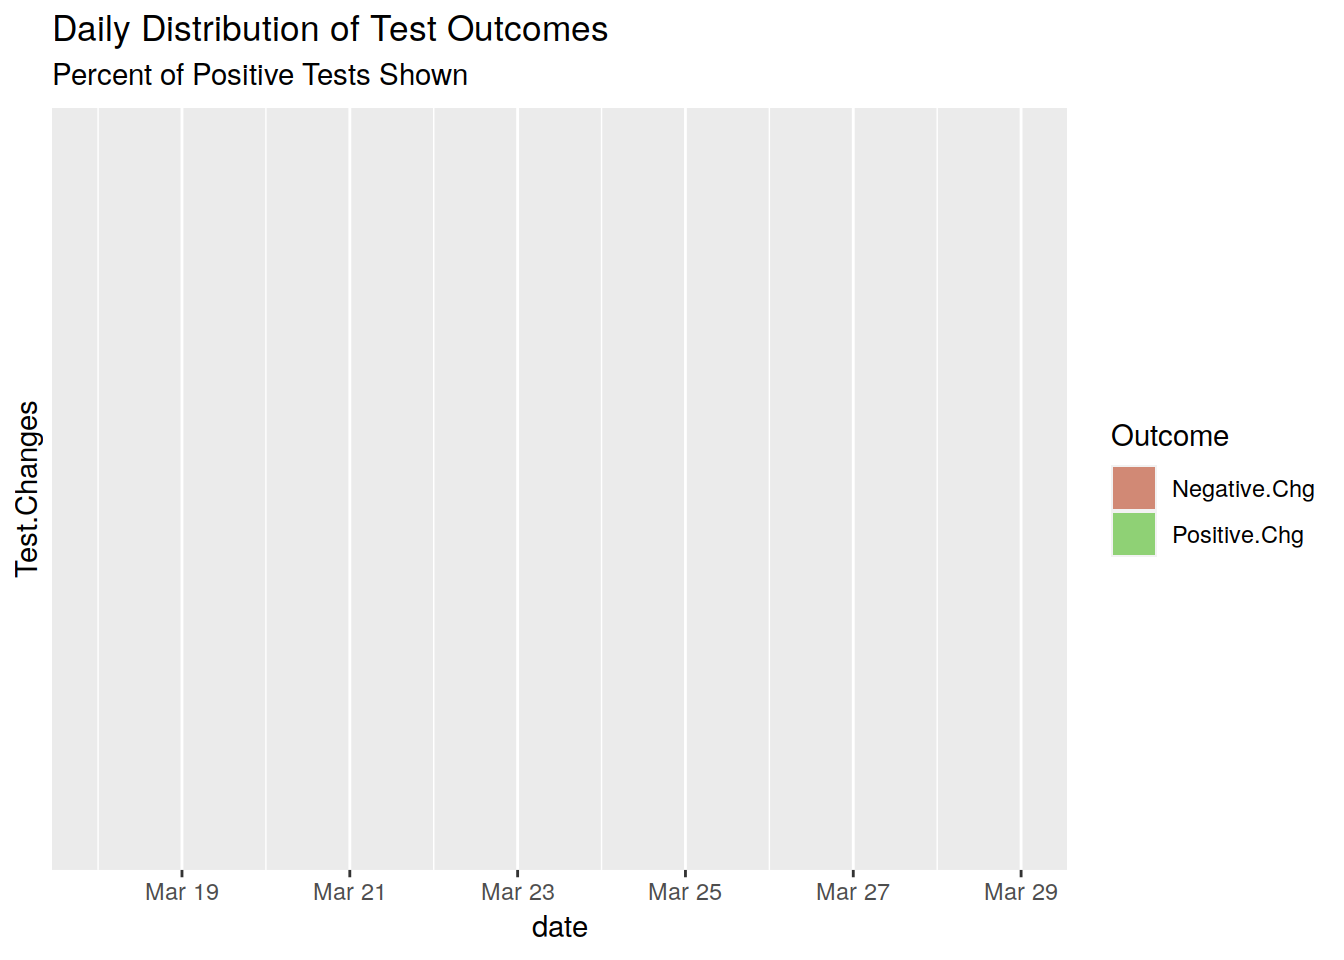 Daily Distribution of Test Outcomes
Percent of Positive Tests Shown
Test.Changes
Outcome
Negative.Chg
Positive.Chg
Mar 19 Mar 21 Mar 23 Mar 25 Mar 27 Mar 29
date